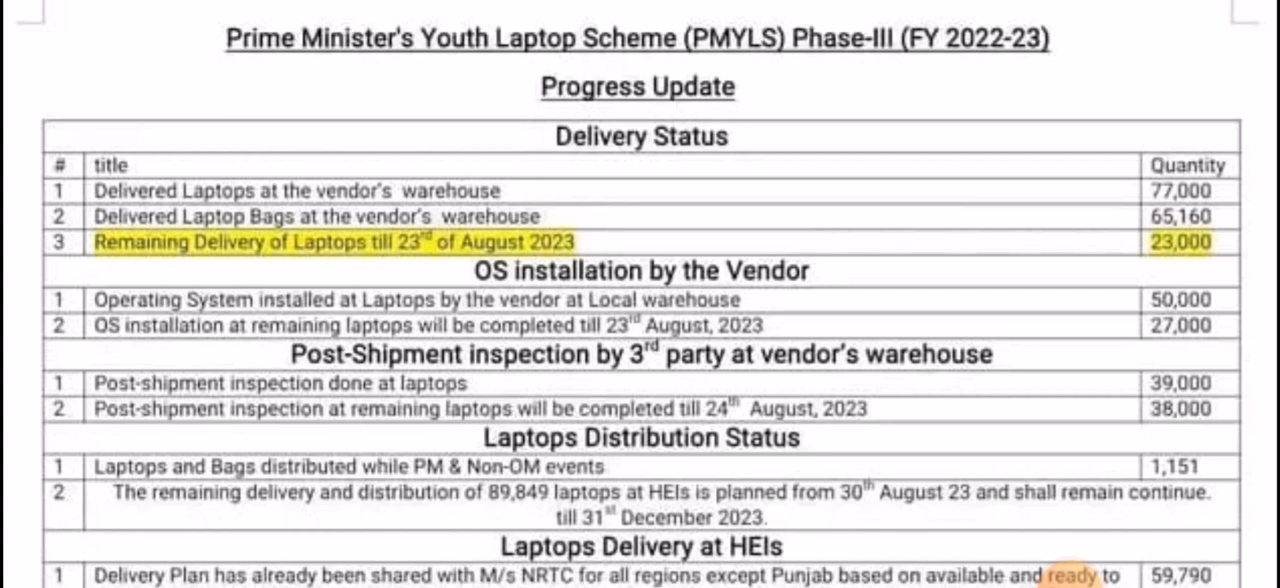 Prime Minister's Youth Laptop Scheme (PMYLS) Phase-III (FY 2022-23)
Progress Update
Delivery Status
# title Quantity
1 Delivered Laptops at the vendor's warehouse 77,000
2 Delivered Laptop Bags at the vendor's warehouse 65,160
3 Remaining Delivery of Laptops till 23rd of August 2023 23,000
OS installation by the Vendor
1 Operating System installed at Laptops by the vendor at Local warehouse 50,000
2 OS installation at remaining laptops will be completed till 23rd August, 2023 27,000
Post-Shipment inspection by 3rd party at vendor's warehouse
1 Post-shipment inspection done at laptops 39,000
2 Post-shipment inspection at remaining laptops will be completed till 24th August, 2023 38,000
Laptops Distribution Status
1 Laptops and Bags distributed while PM & Non-OM events 1,151
2 The remaining delivery and distribution of 89,849 laptops at HEIs is planned from 30th August 23 and shall remain continue.
till 31st December 2023.
Laptops Delivery at HEIs
1 Delivery Plan has already been shared with M/s NRTC for all regions except Punjab based on available and ready to 59,790